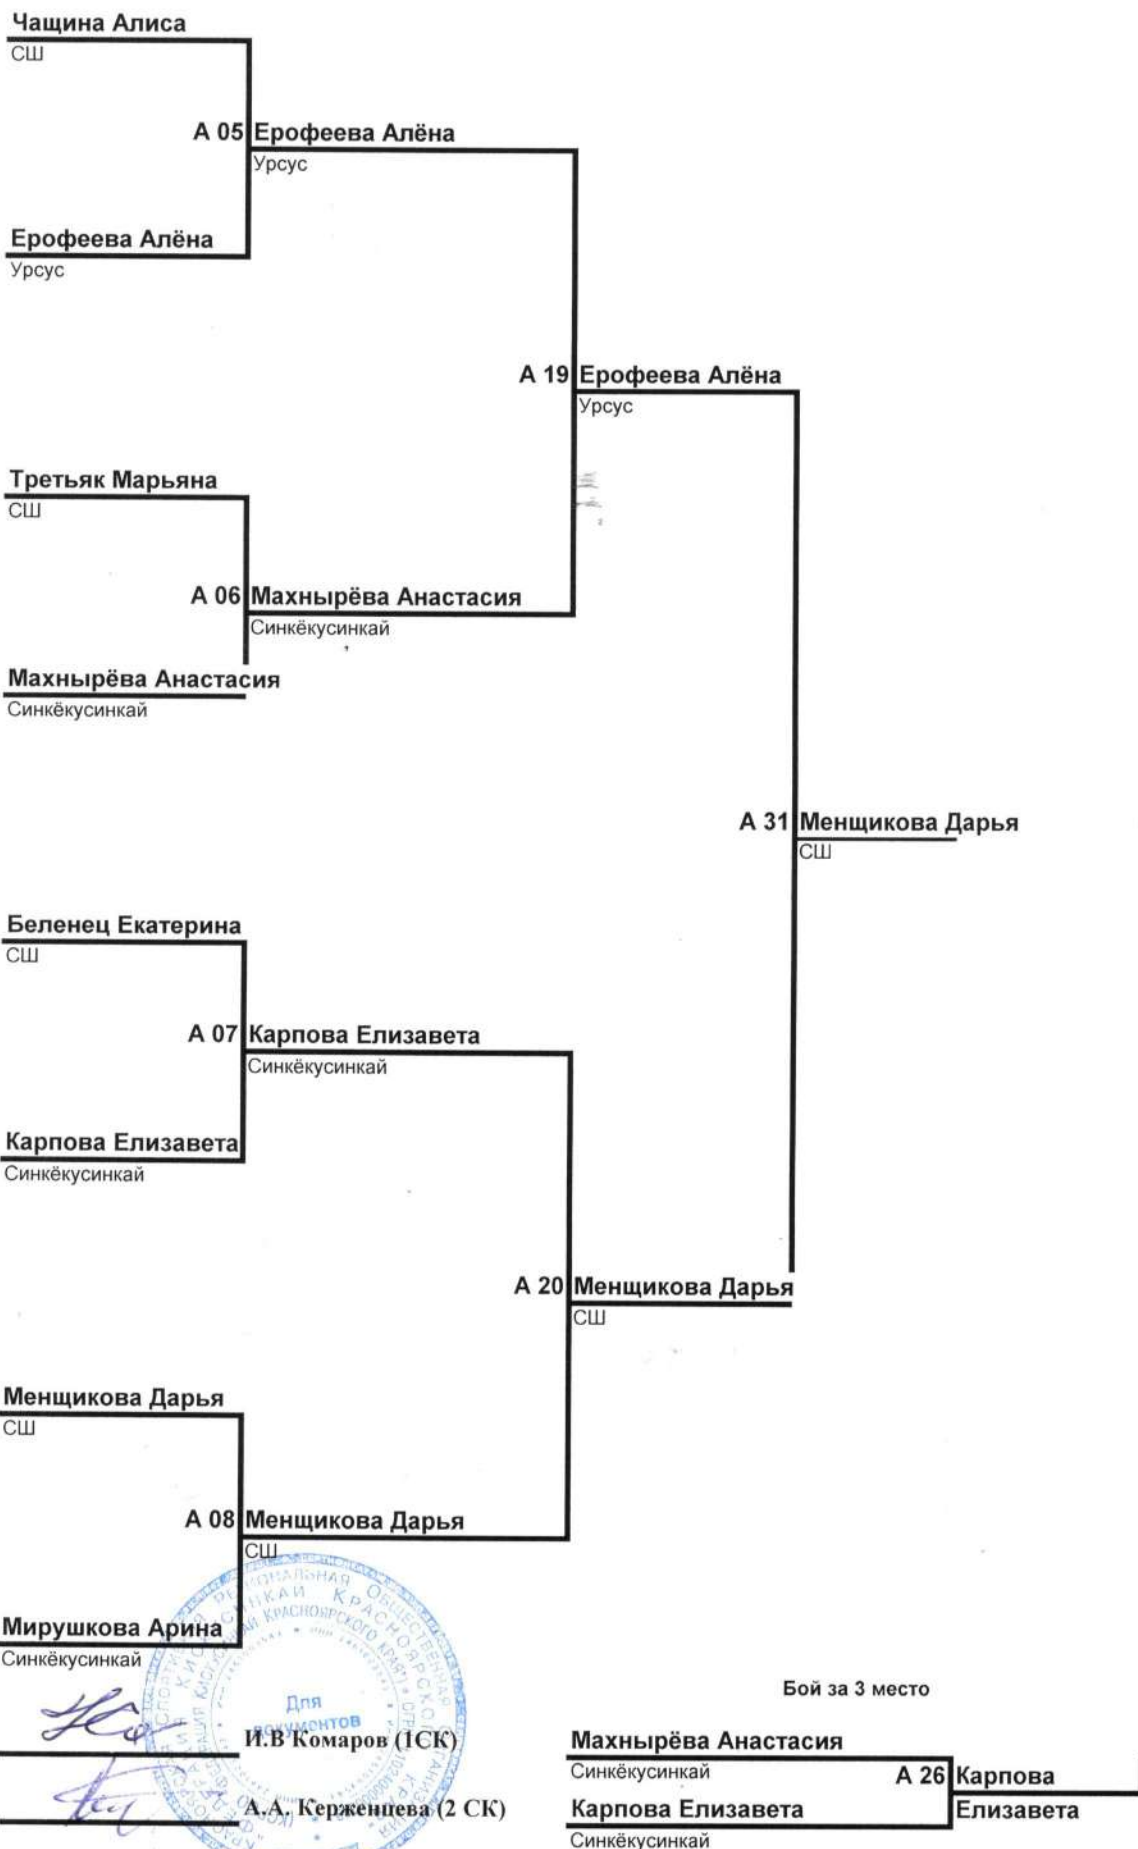 Чащина Алиса
СШ
А 05 Ерофеева Алёна
Урсус
Ерофеева Алёна
Урсус
А 19 Ерофеева Алёна
Урсус
Третьяк Марьяна
СШ
А 06 Махнырёва Анастасия
Синкёкусинкай
Махнырёва Анастасия
Синкёкусинкай
А 31 Менщикова Дарья
СШ
Беленец Екатерина
СШ
А 07 Карпова Елизавета
Синкёкусинкай
Карпова Елизавета
Синкёкусинкай
А 20 Менщикова Дарья
СШ
Менщикова Дарья
СШ
А 08 Менщикова Дарья
СШ
Мирушкова Арина
Синкёкусинкай
Для
документов
И.В Комаров (1СК)
А.А. Керженцева (2 СК)
Бой за 3 место
Махнырёва Анастасия
Синкёкусинкай
А 26 Карпова
Карпова Елизавета
Елизавета
Синкёкусинкай